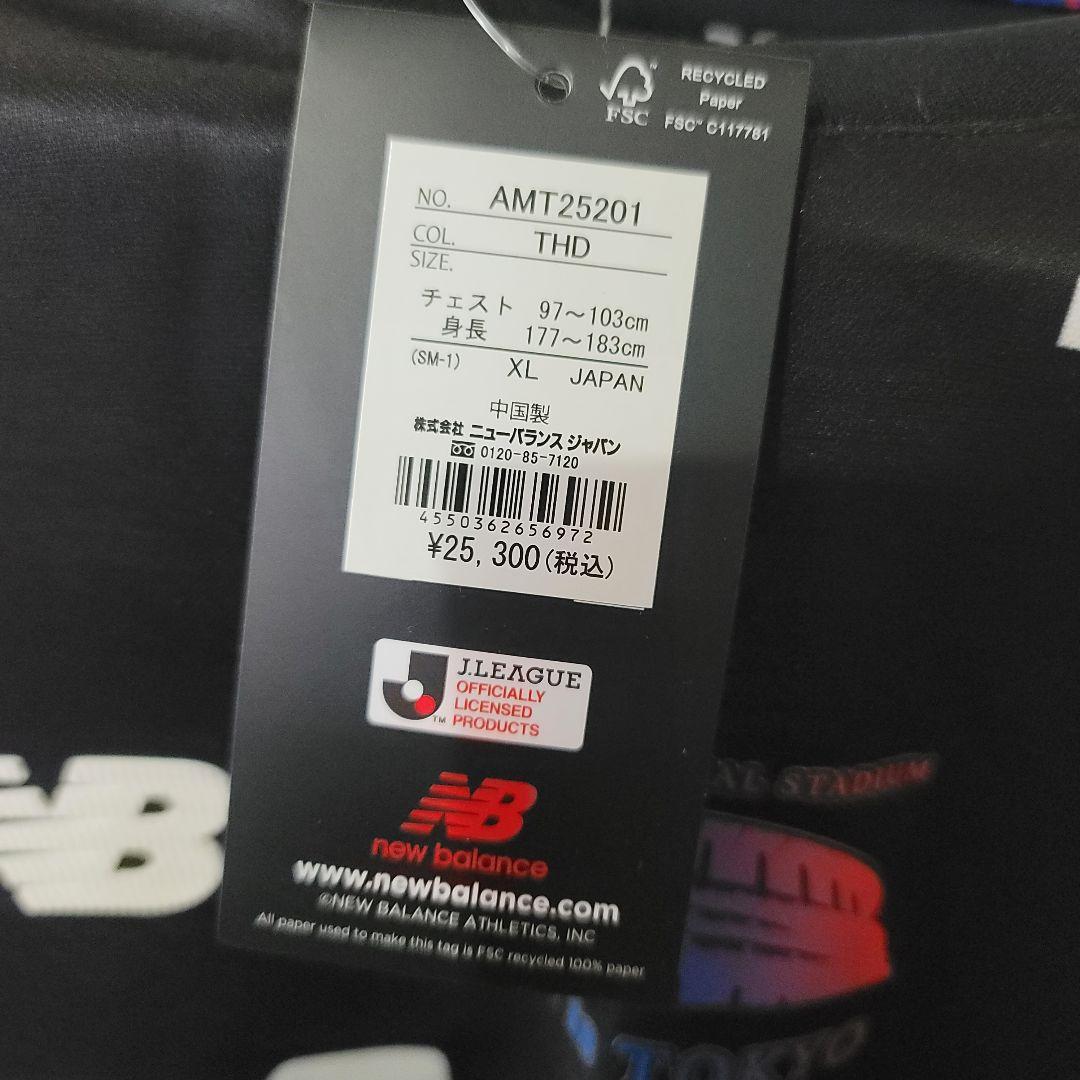 FSC
RECYCLED
Paper
FSC™ C117781
NO. AMT25201
COL. THD
SIZE.
チェスト 97〜103cm
身長 177〜183cm
(SM-1) XL JAPAN
中国製
株式会社 ニューバランス ジャパン
0120-85-7120
4550362656972
¥25,300(税込)
J.LEAGUE
OFFICIALLY
LICENSED
PRODUCTS
TM
new balance
www.newbalance.com
©NEW BALANCE ATHLETICS, INC
All paper used to make this tag is FSC recycled 100% paper
STADIUM
TOKYO